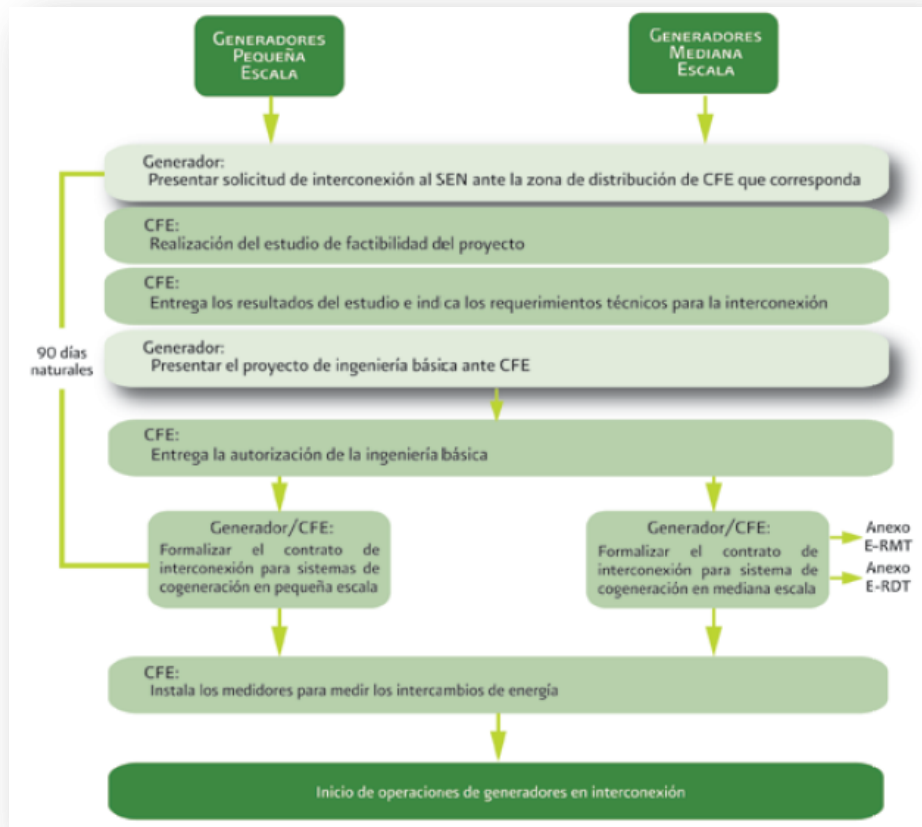 GENERADORES
PEQUEÑA
ESCALA
GENERADORES
MEDIANA
ESCALA
Generador:
Presentar solicitud de interconexión al SEN ante la zona de distribución de CFE que corresponda
CFE:
Realización del estudio de factibilidad del proyecto
CFE:
Entrega los resultados del estudio e indica los requerimientos técnicos para la interconexión
90 días
naturales
Generador:
Presentar el proyecto de ingeniería básica ante CFE
CFE:
Entrega la autorización de la ingeniería básica
Generador/CFE:
Formalizar el contrato de
interconexión para sistemas de
cogeneración en pequeña escala
Generador/CFE:
Formalizar el contrato de
interconexión para sistema de
cogeneración en mediana escala
Anexo
E-RMT
Anexo
E-RDT
CFE:
Instala los medidores para medir los intercambios de energía
Inicio de operaciones de generadores en interconexión